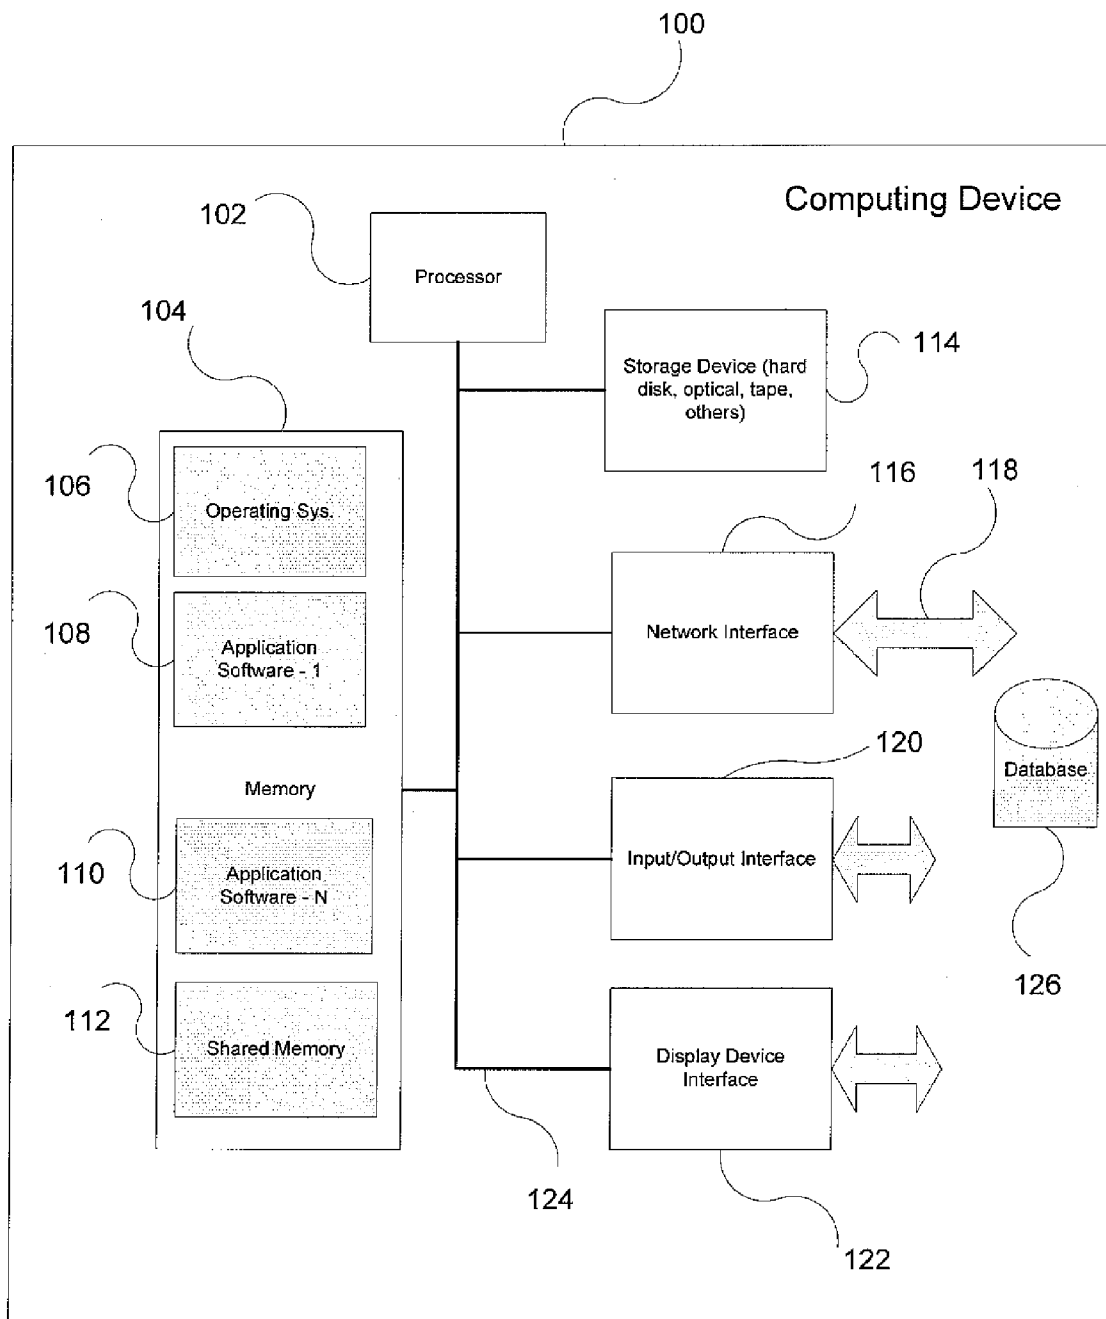 100
Computing Device
102
Processor
104
114
Storage Device (hard
disk, optical, tape,
others)
106
Operating Sys.
116
118
108
Application
Software - 1
Network Interface
120
Memory
Database
110
Application
Software - N
Input/Output Interface
126
112
Shared Memory
Display Device
Interface
124
122